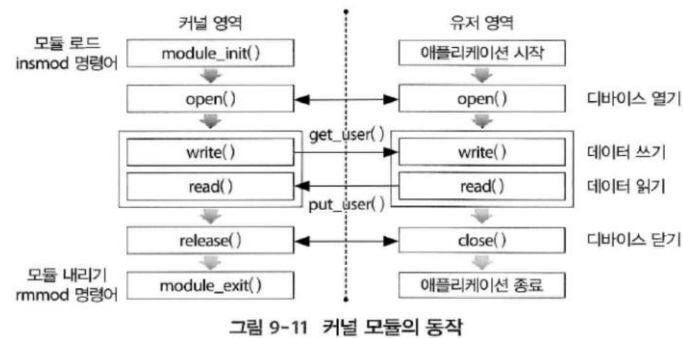 커널 영역
유저 영역
모듈 로드
insmod 명령어
module_init()
애플리케이션 시작
open()
open()
디바이스 열기
get_user()
write()
write()
데이터 쓰기
read()
read()
데이터 읽기
put_user()
release()
close()
디바이스 닫기
모듈 내리기
rmmod 명령어
module_exit()
애플리케이션 종료
그림 9-11 커널 모듈의 동작